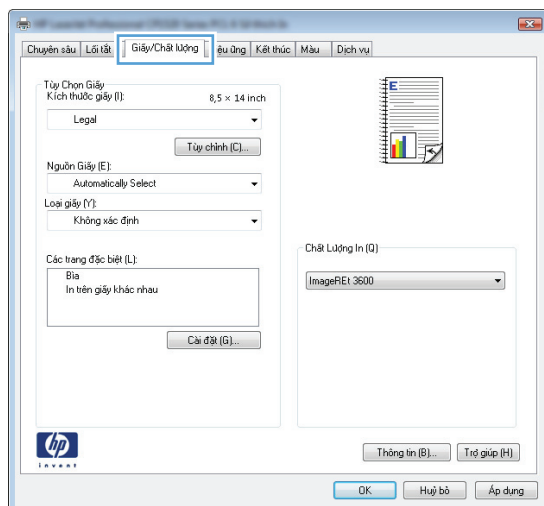 Chuyên sâu Lối tắt Giấy/Chất lượng ệu ứng Kết thúc Màu Dịch vụ
Tùy Chọn Giấy
Kích thước giấy (I): 8,5 × 14 inch
Legal
Tùy chỉnh (C)...
Nguồn Giấy (E):
Automatically Select
Loại giấy (Y):
Không xác định
Các trang đặc biệt (L):
Bìa
In trên giấy khác nhau
Cài đặt (G)...
E
Chất Lượng In (Q)
ImageREt 3600
hp
invent
Thông tin (B)... Trợ giúp (H)
OK Huỷ bỏ Áp dụng